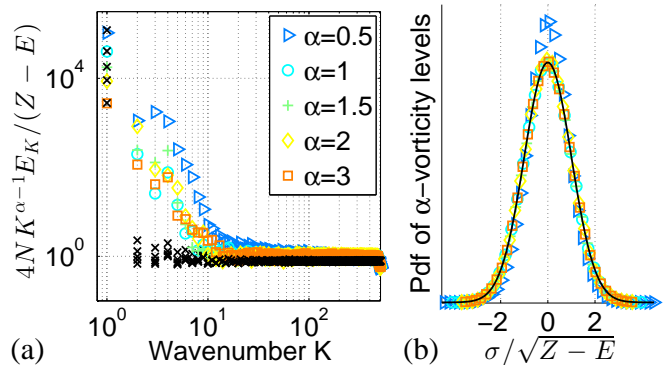 4NK^{α−1}E_K/(Z − E)
10^4
10^0
α=0.5
α=1
α=1.5
α=2
α=3
10^0
10^1
10^2
(a)
Wavenumber K
Pdf of α−vorticity levels
−2
0
2
(b)
σ/√(Z − E)